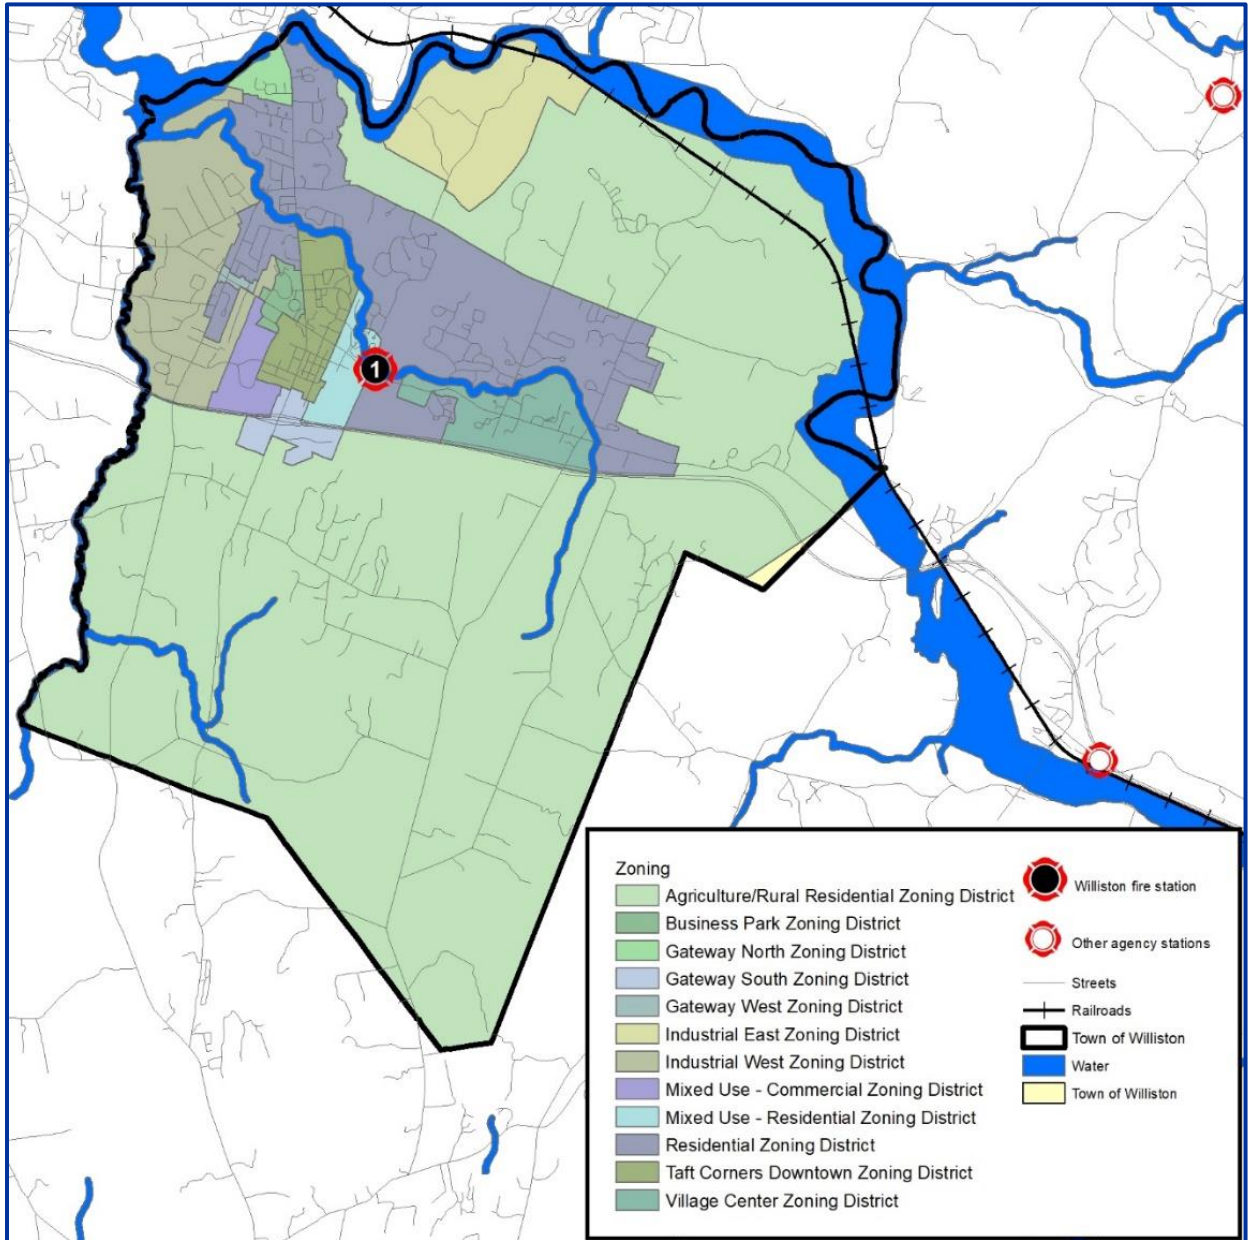 1
Zoning
Agriculture/Rural Residential Zoning District
Business Park Zoning District
Gateway North Zoning District
Gateway South Zoning District
Gateway West Zoning District
Industrial East Zoning District
Industrial West Zoning District
Mixed Use - Commercial Zoning District
Mixed Use - Residential Zoning District
Residential Zoning District
Taft Corners Downtown Zoning District
Village Center Zoning District
Williston fire station
Other agency stations
Streets
Railroads
Town of Williston
Water
Town of Williston